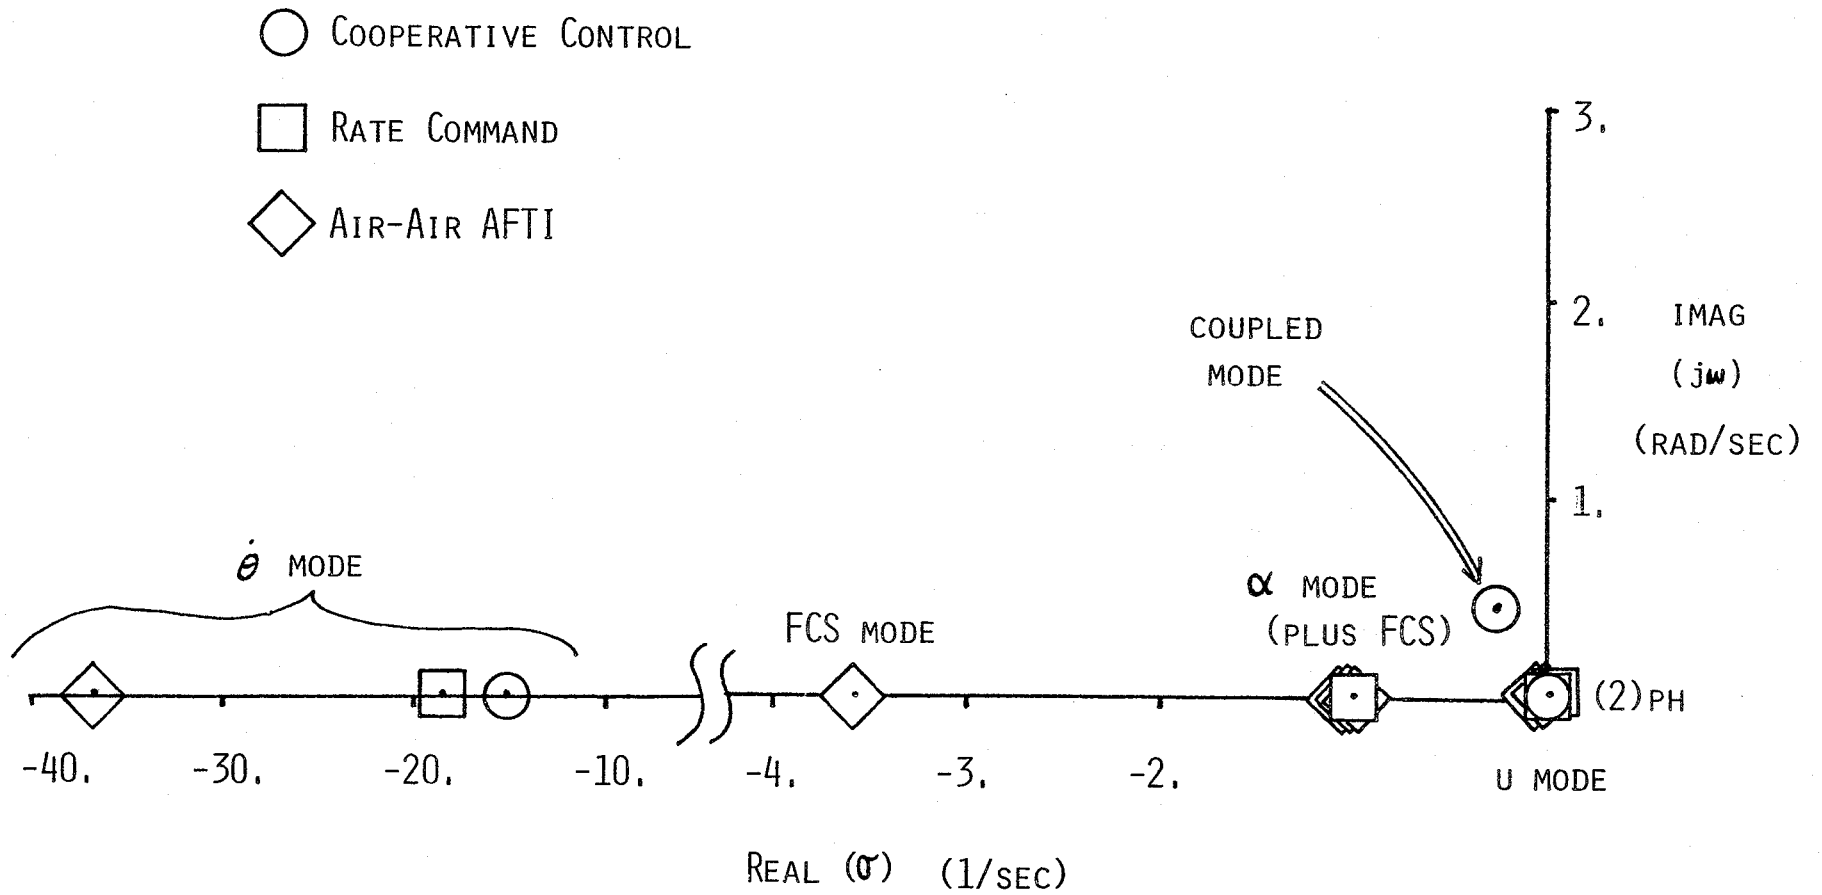 COOPERATIVE CONTROL
RATE COMMAND
AIR-AIR AFTI
3.
2.
IMAG
(jω)
(RAD/SEC)
1.
COUPLED
MODE
θ̇ MODE
FCS MODE
α MODE
(PLUS FCS)
(2)PH
-40. -30. -20. -10. -4. -3. -2.
U MODE
REAL (σ) (1/SEC)